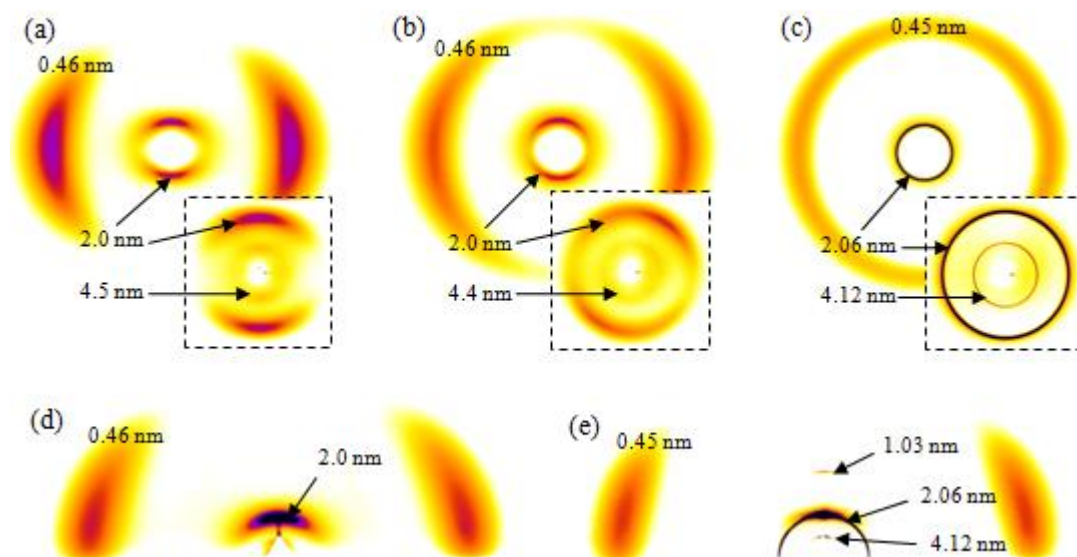 (a)
0.46 nm
2.0 nm
4.5 nm
(b)
0.46 nm
2.0 nm
4.4 nm
(c)
0.45 nm
2.06 nm
4.12 nm
(d)
0.46 nm
2.0 nm
(e)
0.45 nm
1.03 nm
2.06 nm
4.12 nm